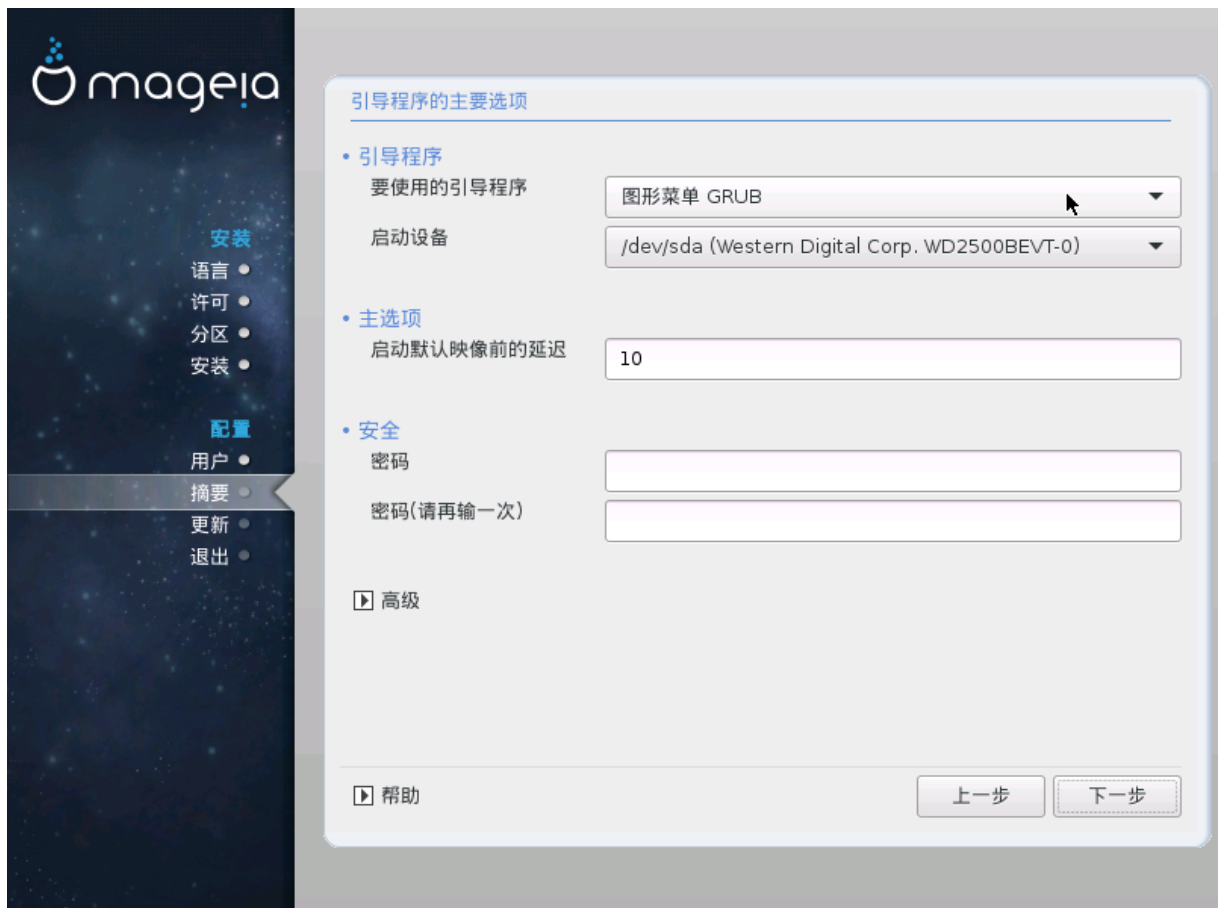 mageia
安装
语言
许可
分区
安装
配置
用户
摘要
更新
退出
引导程序的主要选项
引导程序
要使用的引导程序
图形菜单 GRUB
启动设备
/dev/sda (Western Digital Corp. WD2500BEVT-0)
主选项
启动默认映像前的延迟
10
安全
密码
密码(请再输一次)
高级
帮助
上一步
下一步